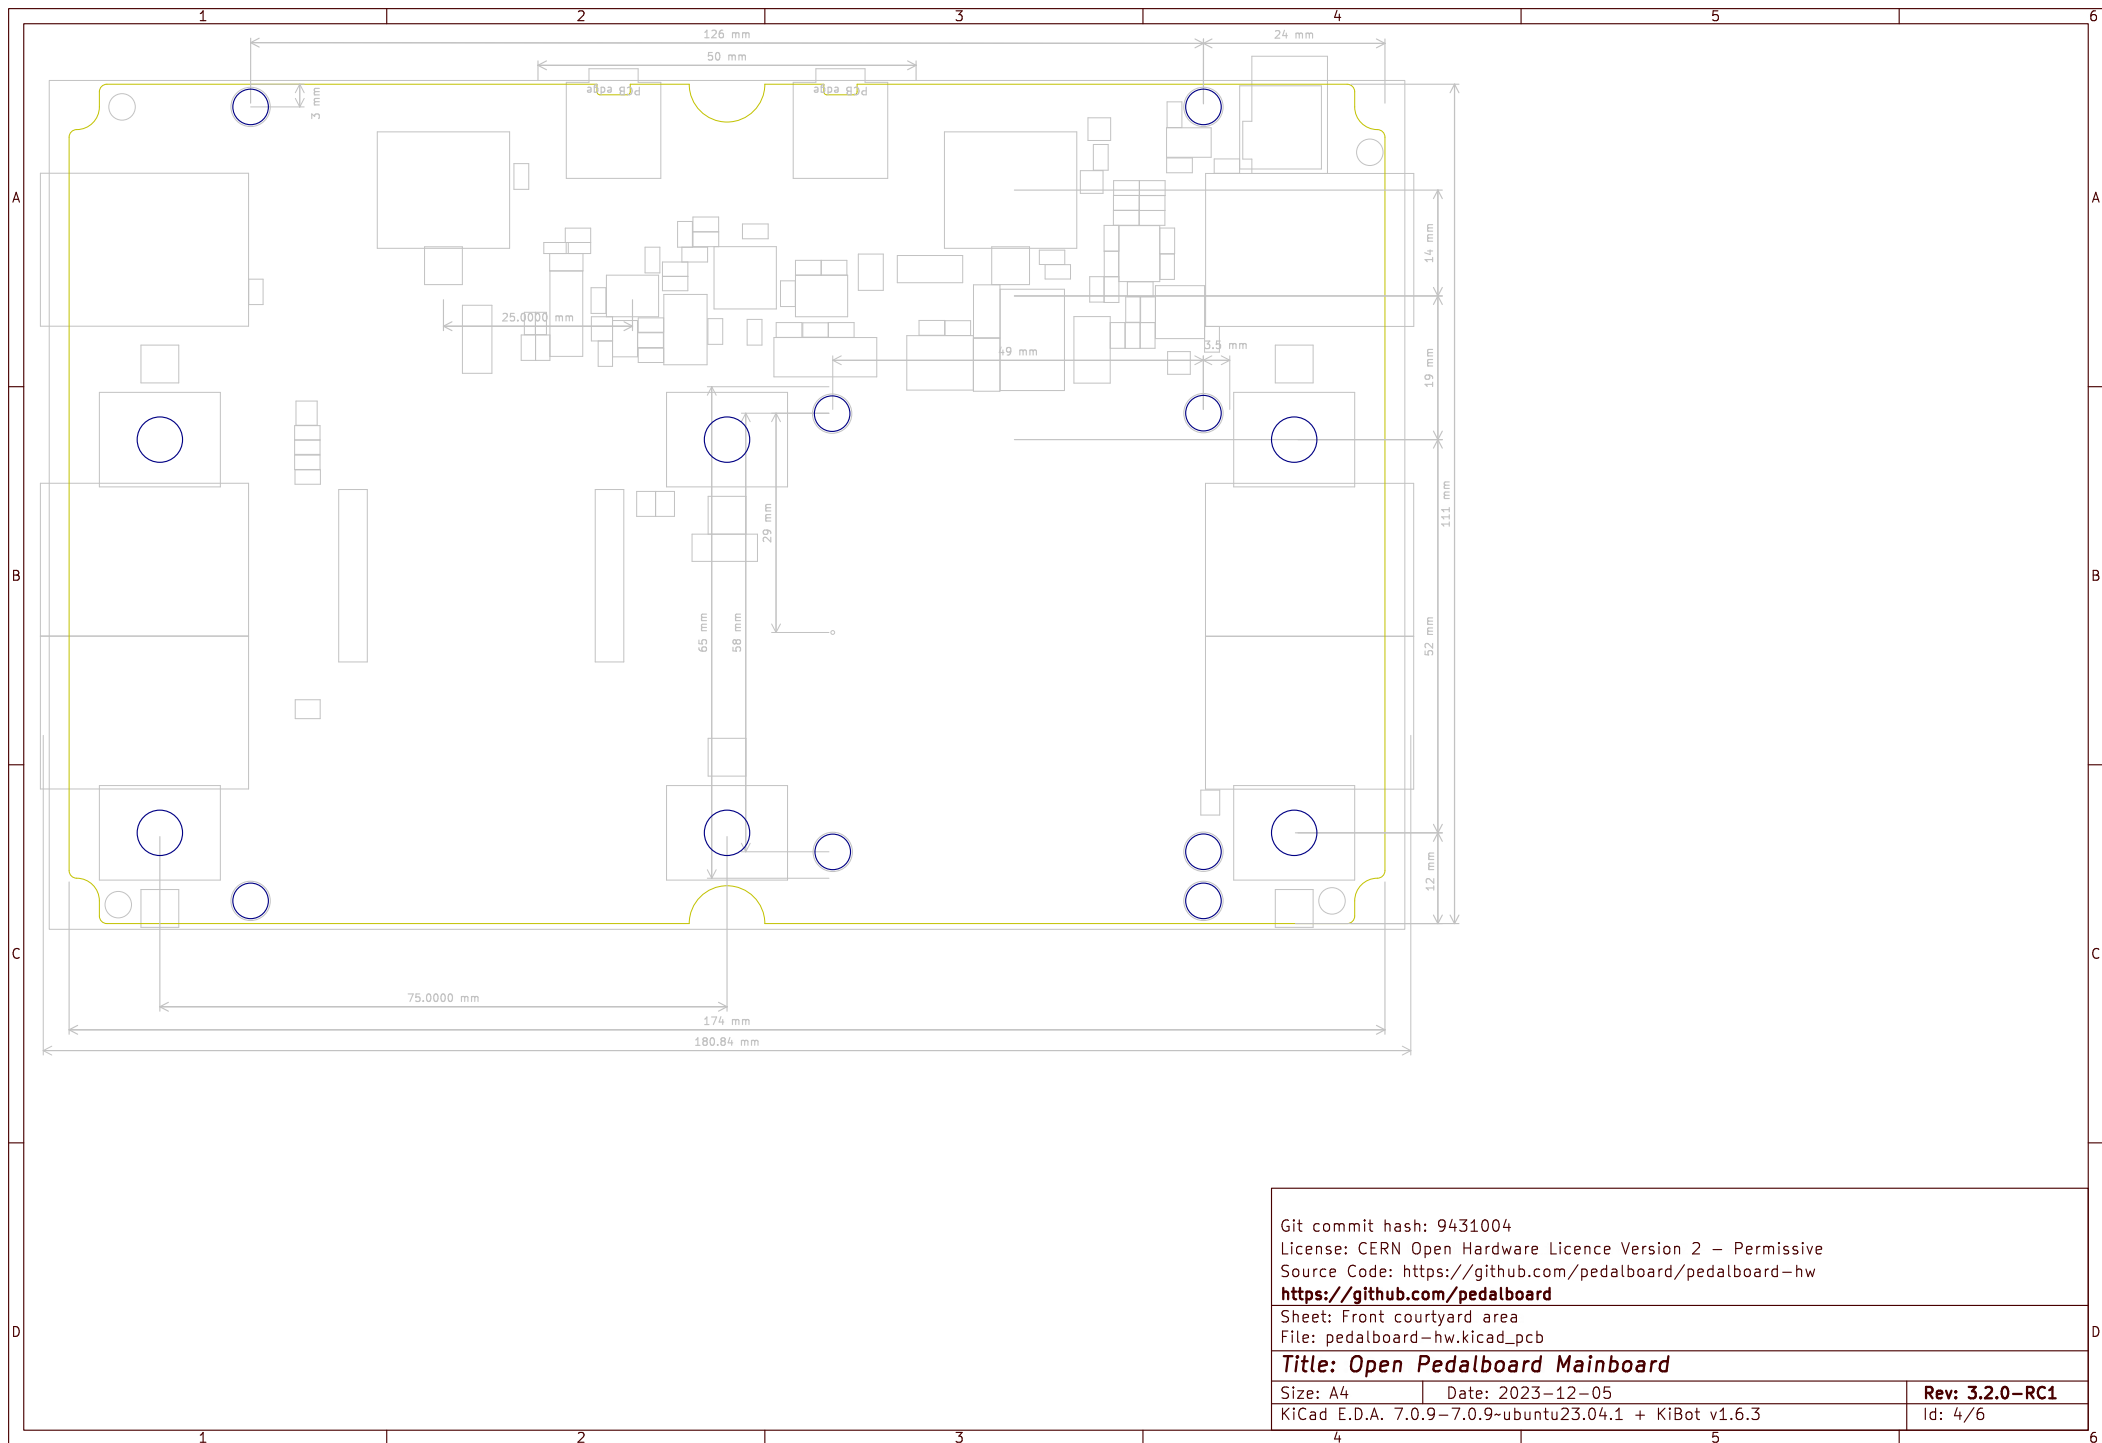 1 2 3 4 5 6
126 mm
24 mm
50 mm
3 mm
PCB edge
PCB edge
A
A
14 mm
25.0000 mm
49 mm
3.5 mm
19 mm
29 mm
111 mm
B
B
65 mm
58 mm
52 mm
12 mm
C
C
75.0000 mm
174 mm
180.84 mm
Git commit hash: 9431004
License: CERN Open Hardware Licence Version 2 - Permissive
Source Code: https://github.com/pedalboard/pedalboard-hw
https://github.com/pedalboard
Sheet: Front courtyard area
File: pedalboard-hw.kicad_pcb
D
D
Title: Open Pedalboard Mainboard
Size: A4 Date: 2023-12-05 Rev: 3.2.0-RC1
KiCad E.D.A. 7.0.9-7.0.9~ubuntu23.04.1 + KiBot v1.6.3 Id: 4/6
1 2 3 4 5 6